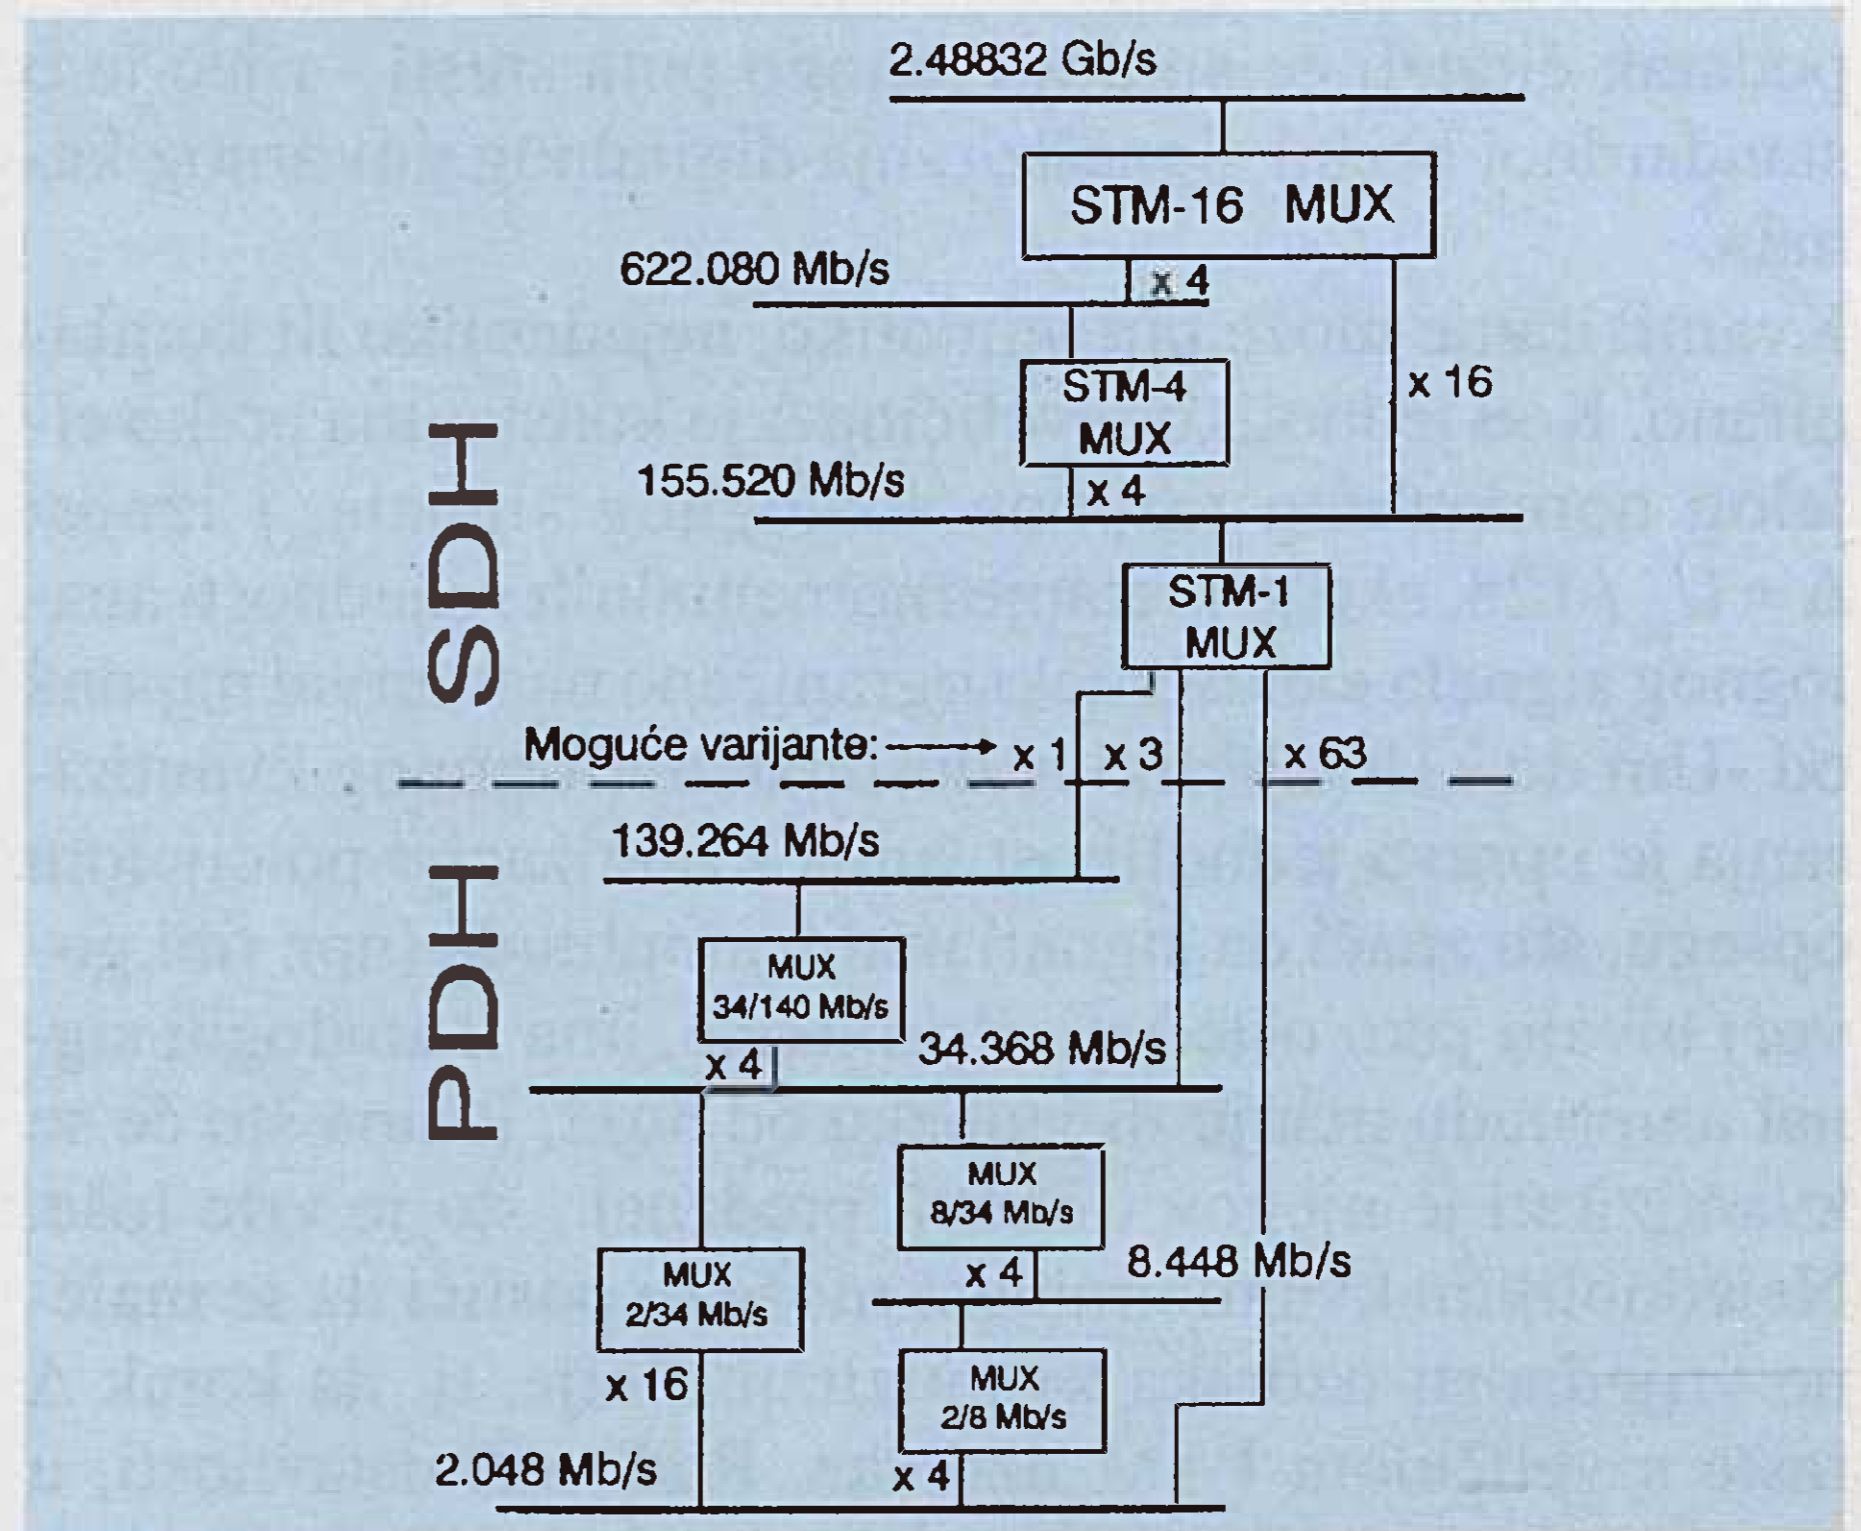 2.48832 Gb/s
STM-16 MUX
622.080 Mb/s
x 4
STM-4
MUX
x 16
155.520 Mb/s
x 4
STM-1
MUX
SDH
Moguće varijante:
x 1
x 3
x 63
139.264 Mb/s
PDH
MUX
34/140 Mb/s
x 4
34.368 Mb/s
MUX
8/34 Mb/s
x 4
8.448 Mb/s
MUX
2/34 Mb/s
x 16
MUX
2/8 Mb/s
x 4
2.048 Mb/s